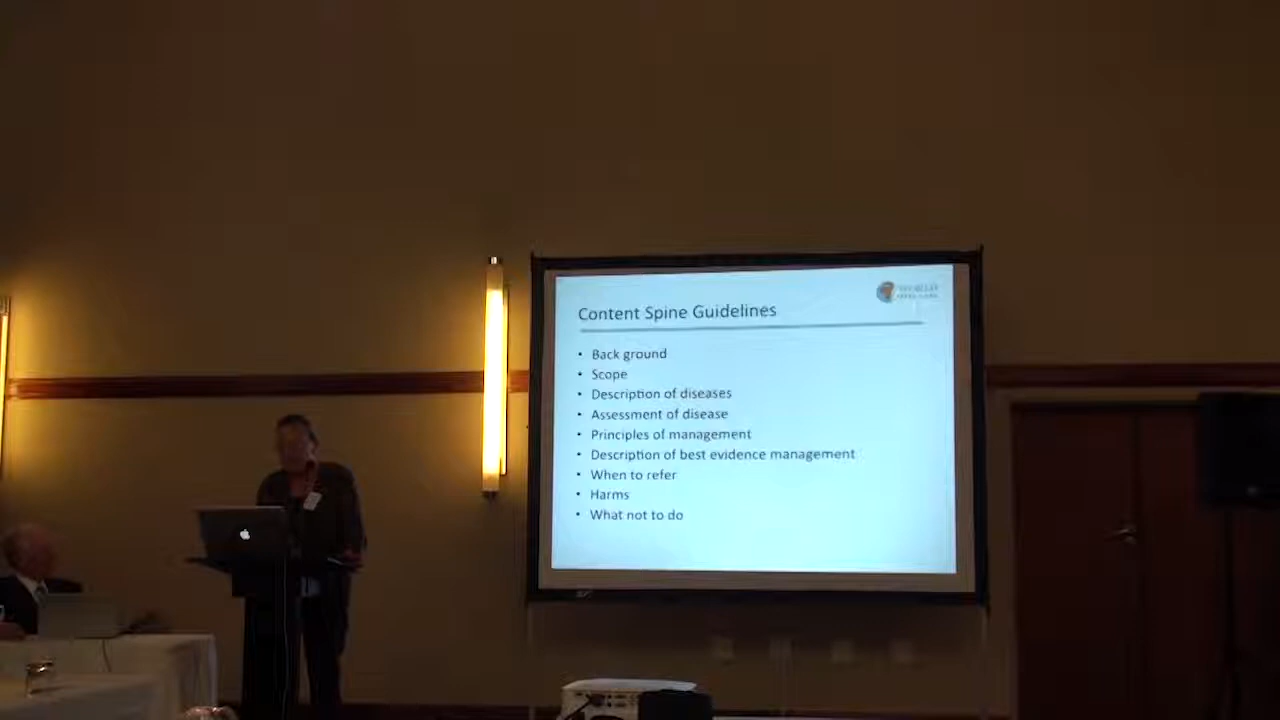 Content Spine Guidelines
• Back ground
• Scope
• Description of diseases
• Assessment of disease
• Principles of management
• Description of best evidence management
• When to refer
• Harms
• What not to do